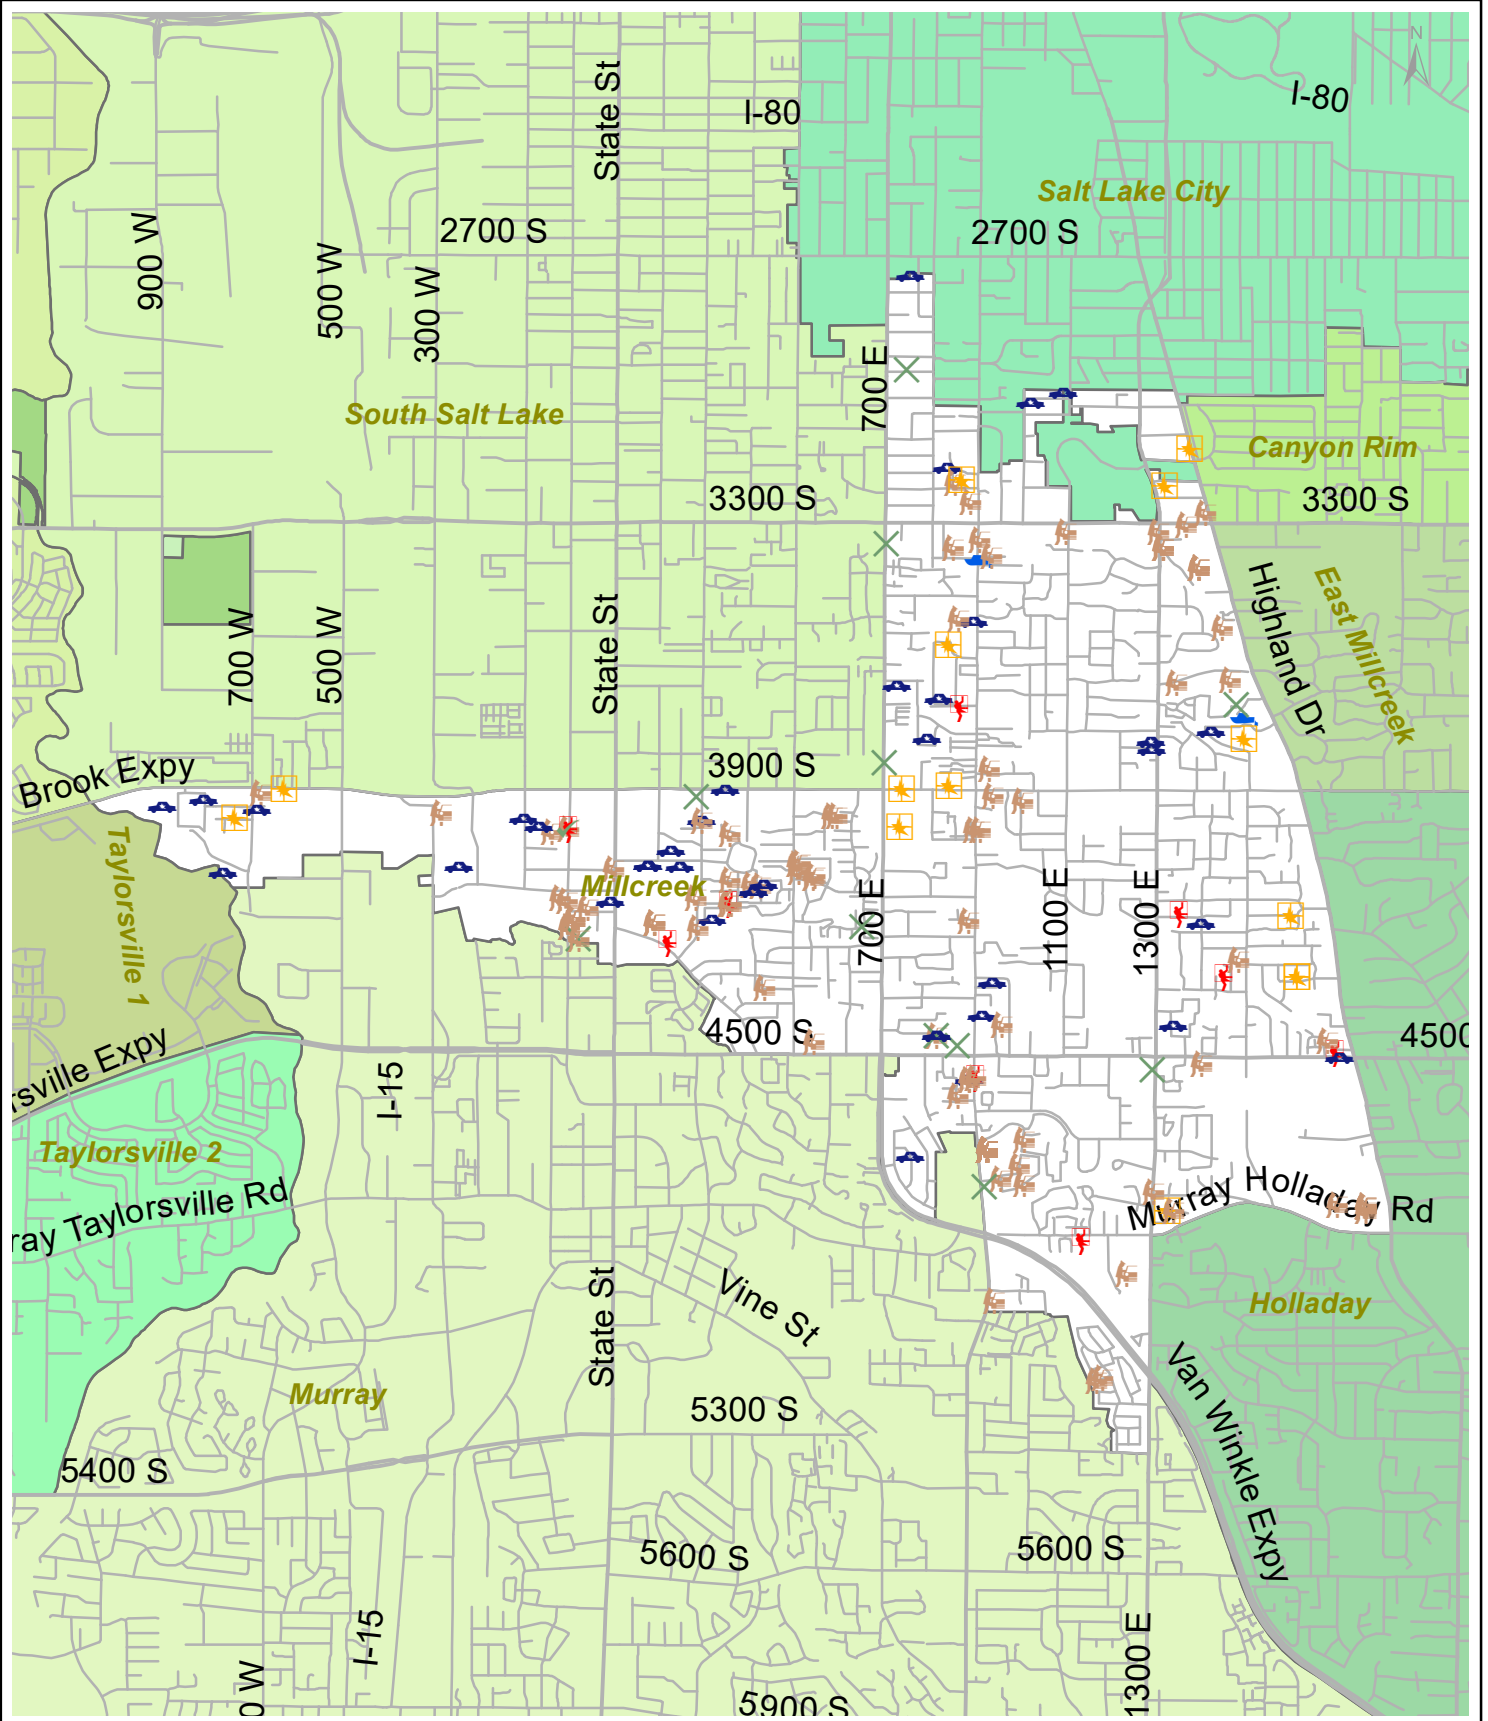 N
I-80
I-80
State St
Salt Lake City
2700 S
2700 S
900 W
500 W
300 W
700 E
South Salt Lake
Canyon Rim
3300 S
3300 S
Highland Dr
East Millcreek
State St
700 W
500 W
Brook Expy
3900 S
Taylorsville 1
Millcreek
700 E
1100 E
1300 E
4500 S
4500
rsville Expy
I-15
Taylorsville 2
ray Taylorsville Rd
Murray Holladay Rd
Vine St
State St
Holladay
Van Winkle Expy
Murray
5300 S
5400 S
5600 S
5600 S
I-15
0 W
1300 E
5900 S